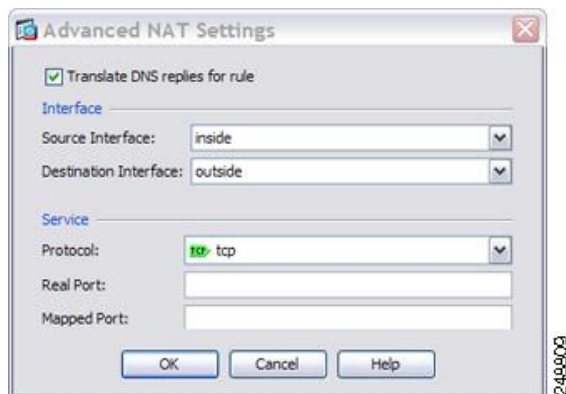 Advanced NAT Settings
Translate DNS replies for rule
Interface
Source Interface: inside
Destination Interface: outside
Service
Protocol: TCP tcp
Real Port:
Mapped Port:
OK Cancel Help
248809